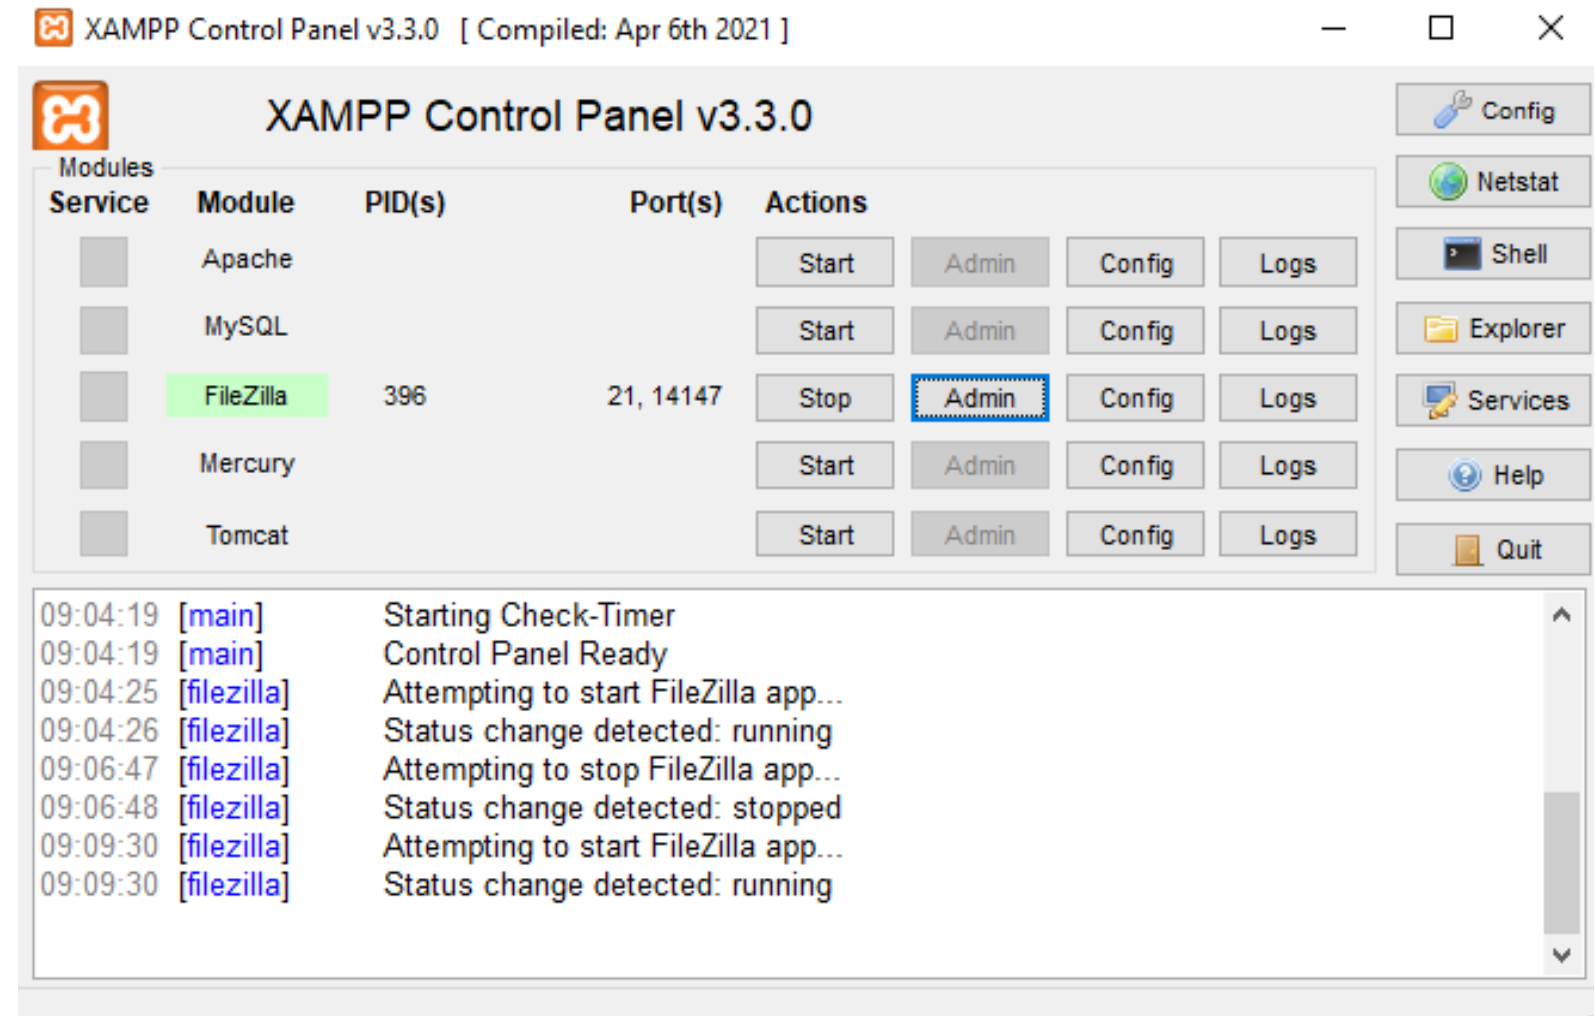 XAMPP Control Panel v3.3.0 [ Compiled: Apr 6th 2021 ]
XAMPP Control Panel v3.3.0
Config
Modules
Netstat
Service Module PID(s) Port(s) Actions
Shell
Apache Start Admin Config Logs
MySQL Start Admin Config Logs
Explorer
FileZilla 396 21, 14147 Stop Admin Config Logs
Services
Mercury Start Admin Config Logs
Help
Tomcat Start Admin Config Logs
Quit
09:04:19 [main] Starting Check-Timer
09:04:19 [main] Control Panel Ready
09:04:25 [filezilla] Attempting to start FileZilla app...
09:04:26 [filezilla] Status change detected: running
09:06:47 [filezilla] Attempting to stop FileZilla app...
09:06:48 [filezilla] Status change detected: stopped
09:09:30 [filezilla] Attempting to start FileZilla app...
09:09:30 [filezilla] Status change detected: running